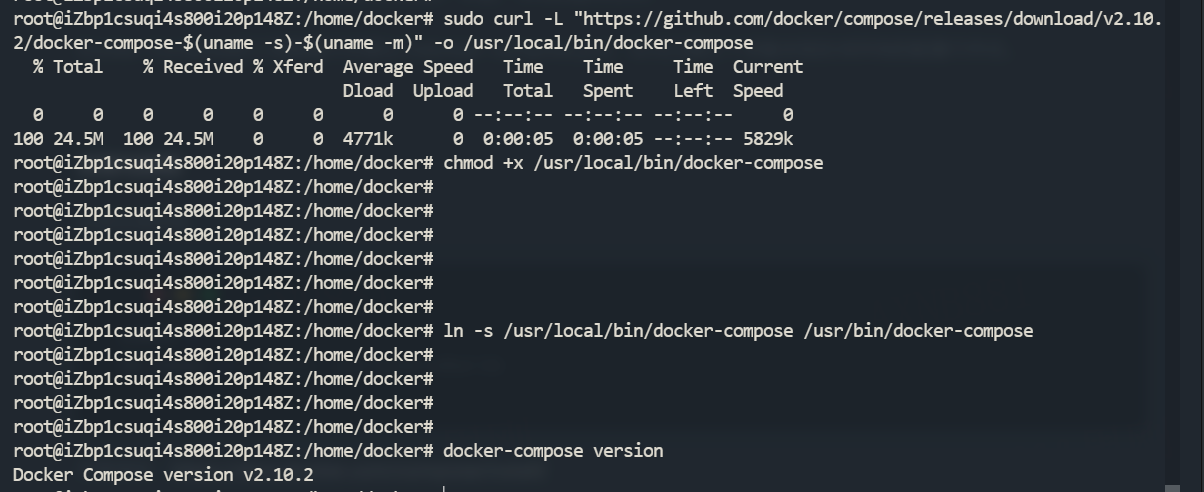 root@iZbp1csuqi4s800i20p148Z:/home/docker# sudo curl -L "https://github.com/docker/compose/releases/download/v2.10.
2/docker-compose-$(uname -s)-$(uname -m)" -o /usr/local/bin/docker-compose
  % Total    % Received % Xferd  Average Speed   Time    Time     Time  Current
                                 Dload  Upload   Total   Spent    Left  Speed
  0     0    0     0    0     0      0      0 --:--:-- --:--:-- --:--:--     0
100 24.5M  100 24.5M    0     0  4771k      0  0:00:05  0:00:05 --:--:-- 5829k
root@iZbp1csuqi4s800i20p148Z:/home/docker# chmod +x /usr/local/bin/docker-compose
root@iZbp1csuqi4s800i20p148Z:/home/docker#
root@iZbp1csuqi4s800i20p148Z:/home/docker#
root@iZbp1csuqi4s800i20p148Z:/home/docker#
root@iZbp1csuqi4s800i20p148Z:/home/docker#
root@iZbp1csuqi4s800i20p148Z:/home/docker#
root@iZbp1csuqi4s800i20p148Z:/home/docker#
root@iZbp1csuqi4s800i20p148Z:/home/docker# ln -s /usr/local/bin/docker-compose /usr/bin/docker-compose
root@iZbp1csuqi4s800i20p148Z:/home/docker#
root@iZbp1csuqi4s800i20p148Z:/home/docker#
root@iZbp1csuqi4s800i20p148Z:/home/docker#
root@iZbp1csuqi4s800i20p148Z:/home/docker#
root@iZbp1csuqi4s800i20p148Z:/home/docker# docker-compose version
Docker Compose version v2.10.2